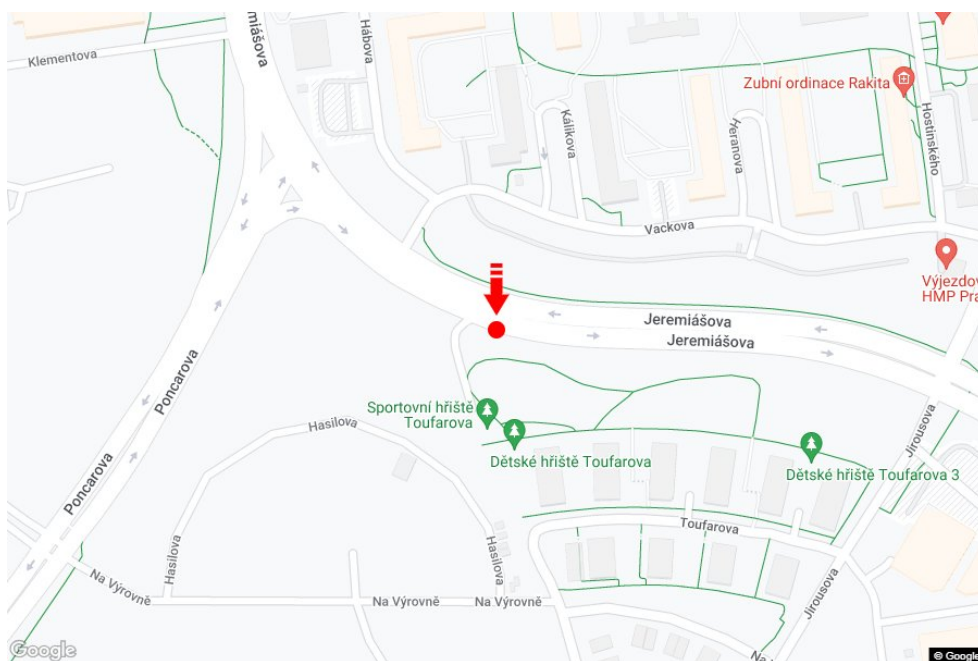 Klementova
Jeremiášova
Hábova
Kálikova
Heranova
Zubní ordinace Rakita
Hostinského
Vackova
Výjezdov
HMP Pra
Jeremiášova
Jeremiášova
Poncarova
Poncarova
Sportovní hřiště
Toufarova
Hasilova
Dětské hřiště Toufarova
Dětské hřiště Toufarova 3
Jirousova
Toufarova
Hasilova
Hasilova
Na Výrovně
Na Výrovně
Na Výrovně
Jirousova
Na Vý
Google
© Google